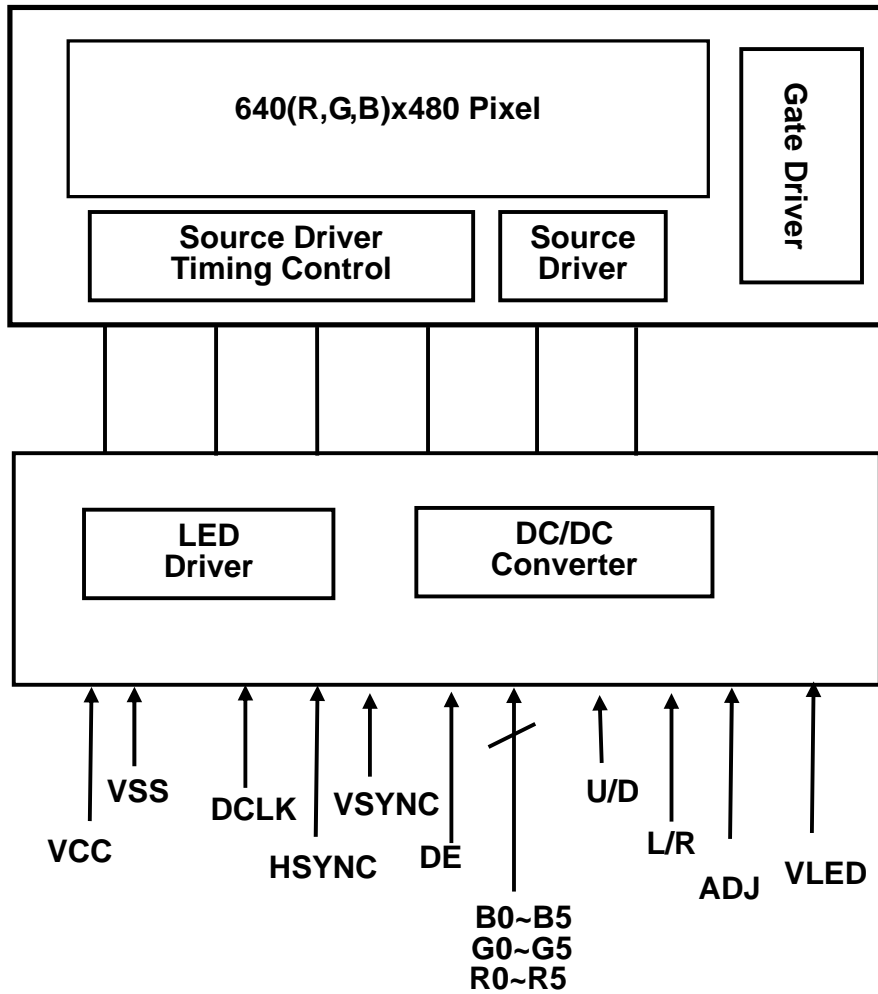 640(R,G,B)x480 Pixel
Gate Driver
Source Driver
Timing Control
Source
Driver
LED
Driver
DC/DC
Converter
VCC
VSS
DCLK
HSYNC
VSYNC
DE
B0~B5
G0~G5
R0~R5
U/D
L/R
ADJ
VLED